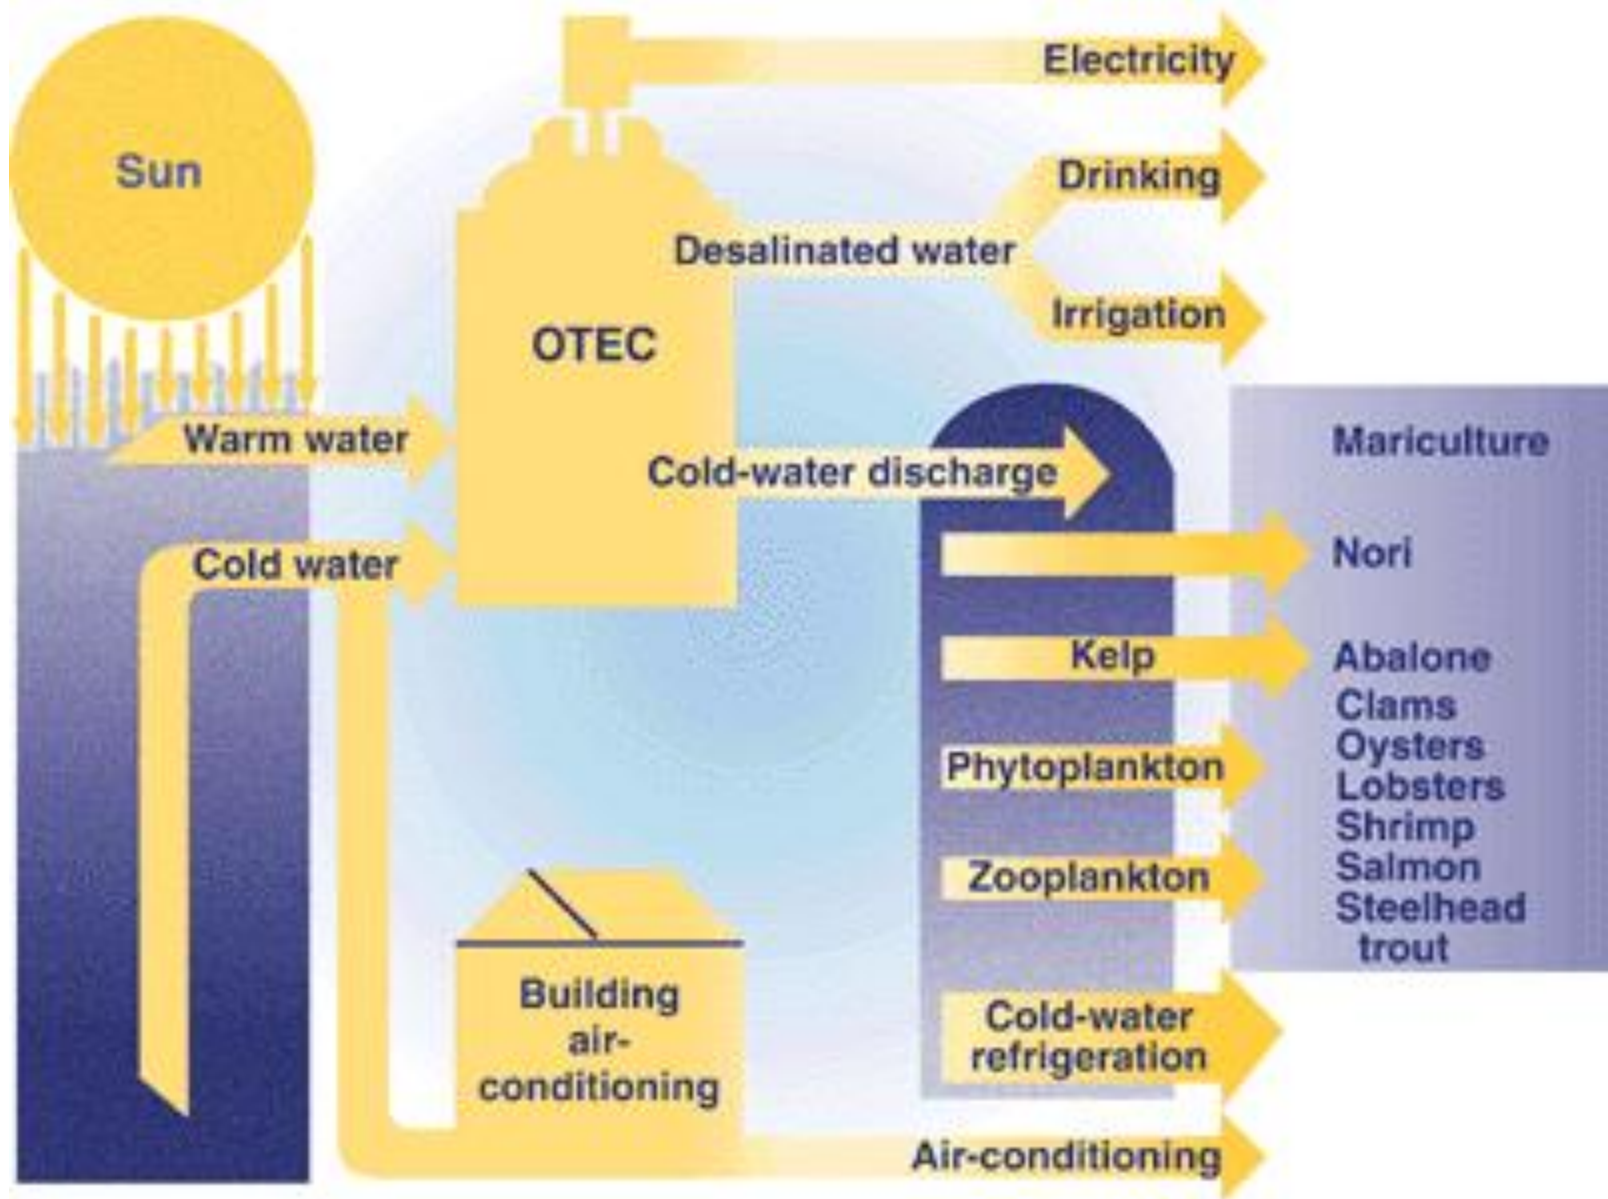 Electricity
Sun
Drinking
Desalinated water
Irrigation
OTEC
Warm water
Cold-water discharge
Mariculture
Cold water
Nori
Kelp
Abalone
Clams
Phytoplankton
Oysters
Lobsters
Shrimp
Zooplankton
Salmon
Steelhead
trout
Building
air-
conditioning
Cold-water
refrigeration
Air-conditioning